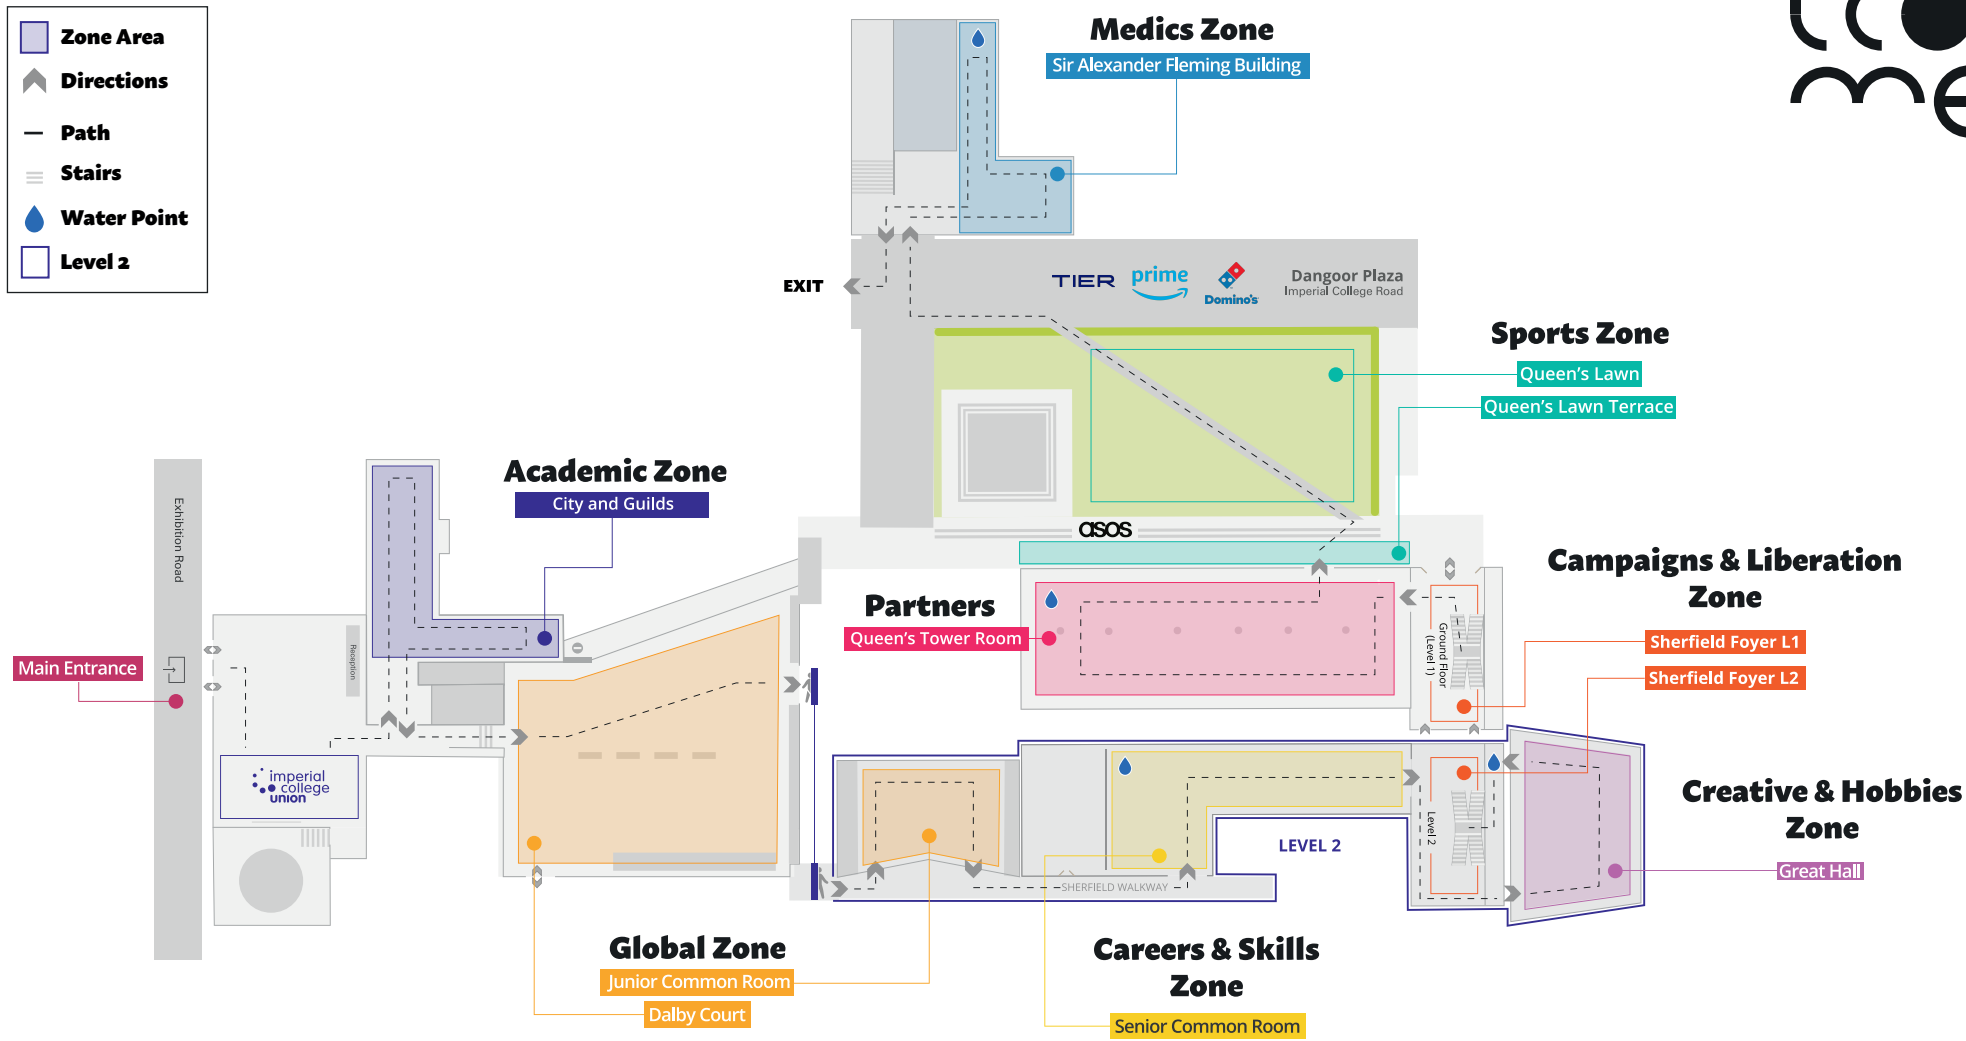 Zone Area
Directions
Path
Stairs
Water Point
Level 2
Medics Zone
Sir Alexander Fleming Building
EXIT
TIER
prime
Domino's
Dangoor Plaza
Imperial College Road
Sports Zone
Queen's Lawn
Queen's Lawn Terrace
asos
Academic Zone
City and Guilds
Exhibition Road
Reception
Main Entrance
imperial
college
union
Partners
Queen's Tower Room
Campaigns & Liberation
Zone
Sherfield Foyer L1
Sherfield Foyer L2
Ground Floor
(Level 1)
Level 2
LEVEL 2
SHERFIELD WALKWAY
Creative & Hobbies
Zone
Great Hall
Global Zone
Junior Common Room
Dalby Court
Careers & Skills
Zone
Senior Common Room